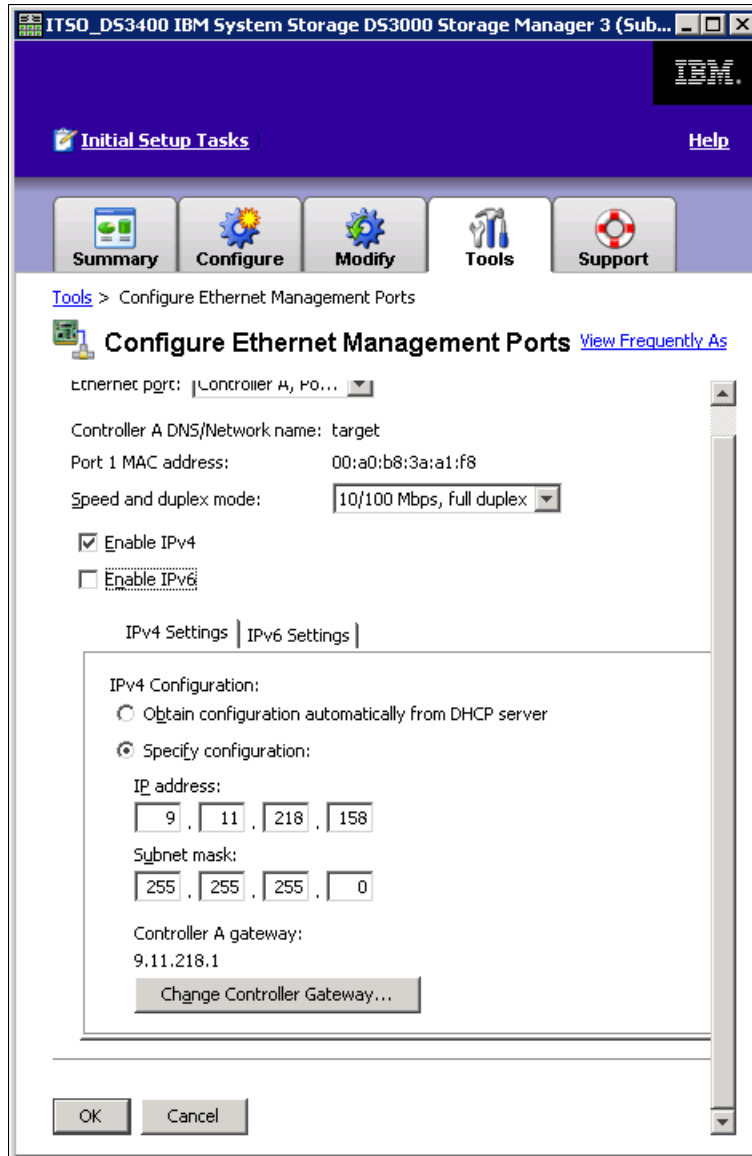 ITSO_DS3400 IBM System Storage DS3000 Storage Manager 3 (Sub...
IBM.
Initial Setup Tasks
Help
Summary
Configure
Modify
Tools
Support
Tools > Configure Ethernet Management Ports
Configure Ethernet Management Ports View Frequently As
Ethernet port: Controller A, Po...
Controller A DNS/Network name: target
Port 1 MAC address: 00:a0:b8:3a:a1:f8
Speed and duplex mode: 10/100 Mbps, full duplex
Enable IPv4
Enable IPv6
IPv4 Settings IPv6 Settings
IPv4 Configuration:
Obtain configuration automatically from DHCP server
Specify configuration:
IP address:
9 . 11 . 218 . 158
Subnet mask:
255 . 255 . 255 . 0
Controller A gateway:
9.11.218.1
Change Controller Gateway...
OK Cancel